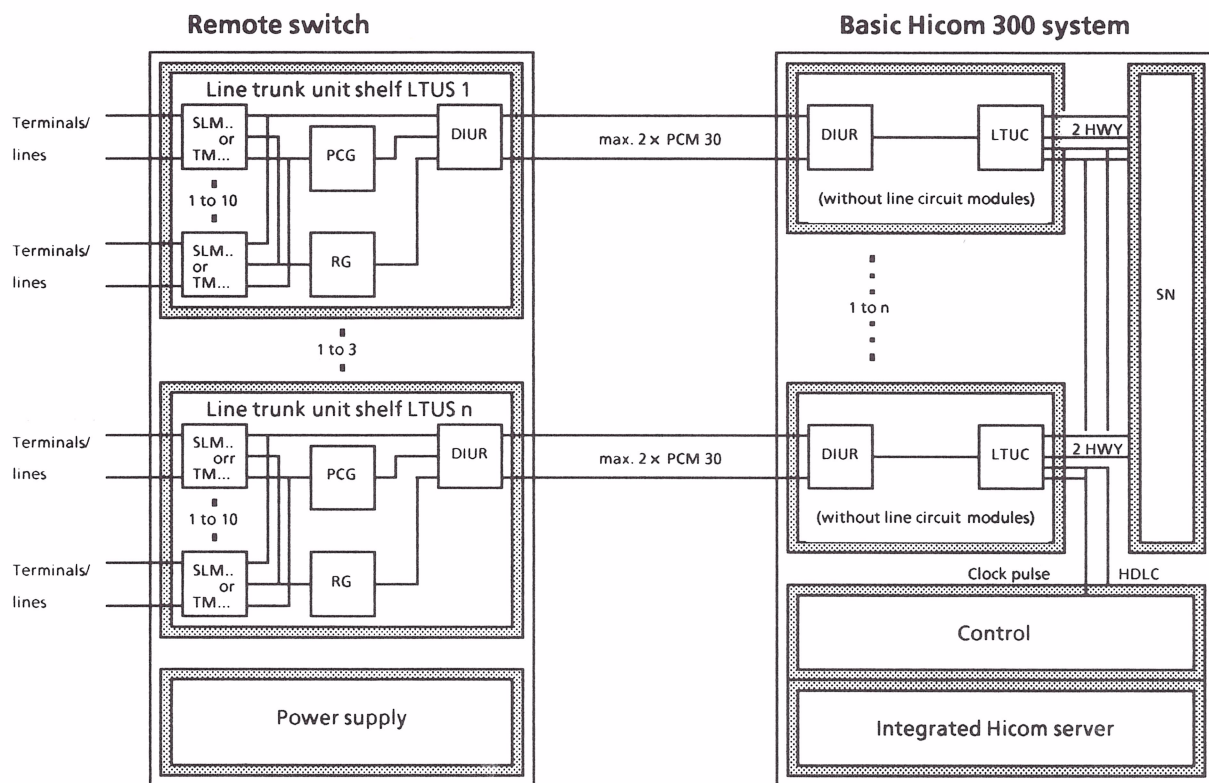 Remote switch
Basic Hicom 300 system
Line trunk unit shelf LTUS 1
Terminals/
lines
SLM..
or
TM...
1 to 10
Terminals/
lines
SLM..
or
TM...
PCG
RG
DIUR
max. 2 × PCM 30
DIUR
LTUC
2 HWY
(without line circuit modules)
SN
1 to 3
1 to n
Line trunk unit shelf LTUS n
Terminals/
lines
SLM..
orr
TM...
1 to 10
Terminals/
lines
SLM..
or
TM...
PCG
RG
DIUR
max. 2 × PCM 30
DIUR
LTUC
2 HWY
(without line circuit modules)
Clock pulse
HDLC
Control
Power supply
Integrated Hicom server